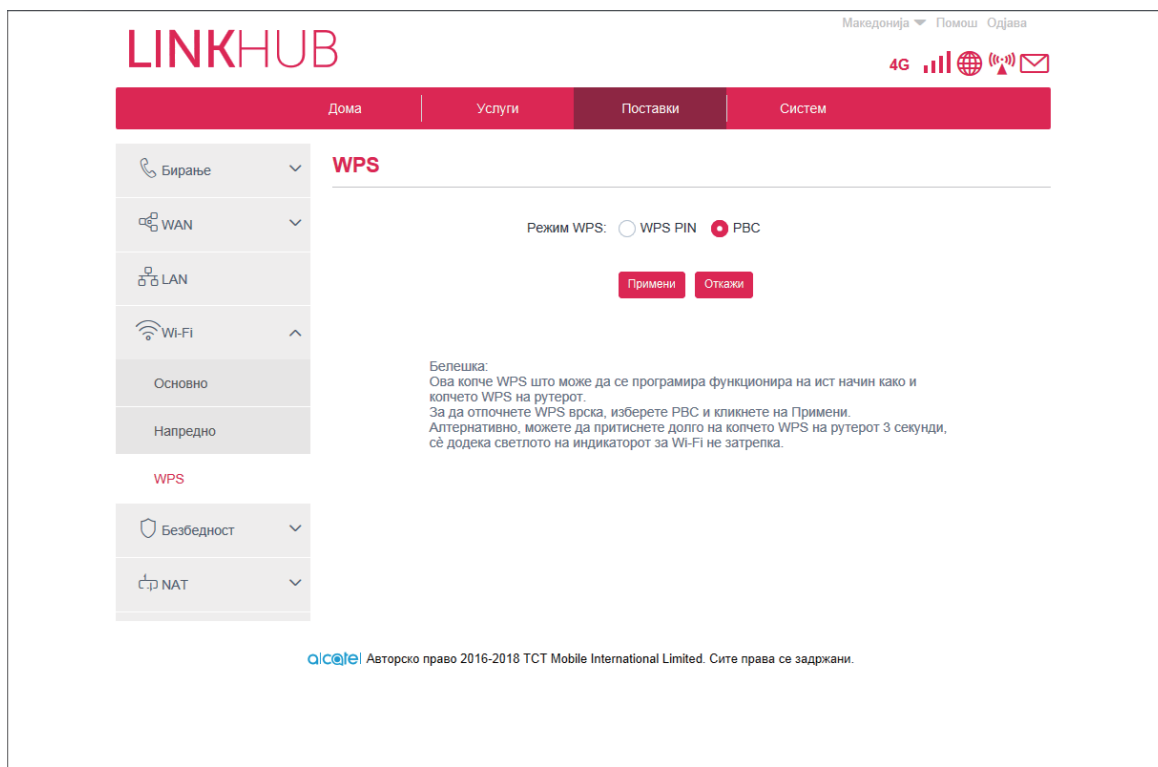 Македонија Помош Одјава
LINKHUB
4G
Дома Услуги Поставки Систем
Бирање
WAN
LAN
Wi-Fi
Основно
Напредно
WPS
Безбедност
NAT
WPS
Режим WPS: WPS PIN PBC
Примени Откажи
Белешка:
Ова копче WPS што може да се програмира функционира на ист начин како и
копчето WPS на рутерот.
За да отпочнете WPS врска, изберете PBC и кликнете на Примени.
Алтернативно, можете да притиснете долго на копчето WPS на рутерот 3 секунди,
сѐ додека светлото на индикаторот за Wi-Fi не затрепка.
alcatel Авторско право 2016-2018 TCT Mobile International Limited. Сите права се задржани.